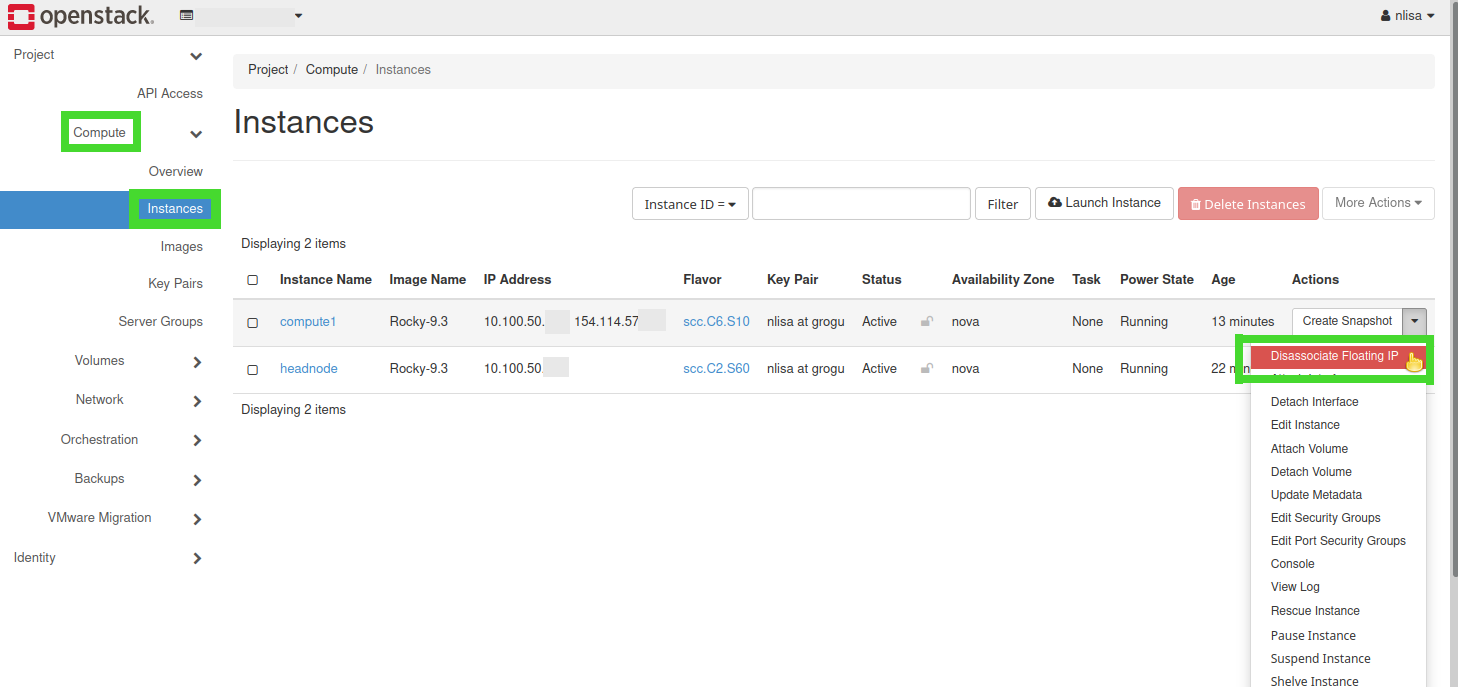 openstack.
nlisa
Project
API Access
Compute
Overview
Instances
Images
Key Pairs
Server Groups
Volumes
Network
Orchestration
Backups
VMware Migration
Identity
Project / Compute / Instances
Instances
Instance ID =
Filter
Launch Instance
Delete Instances
More Actions
Displaying 2 items
Instance Name Image Name IP Address Flavor Key Pair Status Availability Zone Task Power State Age Actions
compute1 Rocky-9.3 10.100.50. 154.114.57 scc.C6.S10 nlisa at grogu Active nova None Running 13 minutes Create Snapshot
headnode Rocky-9.3 10.100.50. scc.C2.S60 nlisa at grogu Active nova None Running 22
Displaying 2 items
Disassociate Floating IP
Detach Interface
Edit Instance
Attach Volume
Detach Volume
Update Metadata
Edit Security Groups
Edit Port Security Groups
Console
View Log
Rescue Instance
Pause Instance
Suspend Instance
Shelve Instance